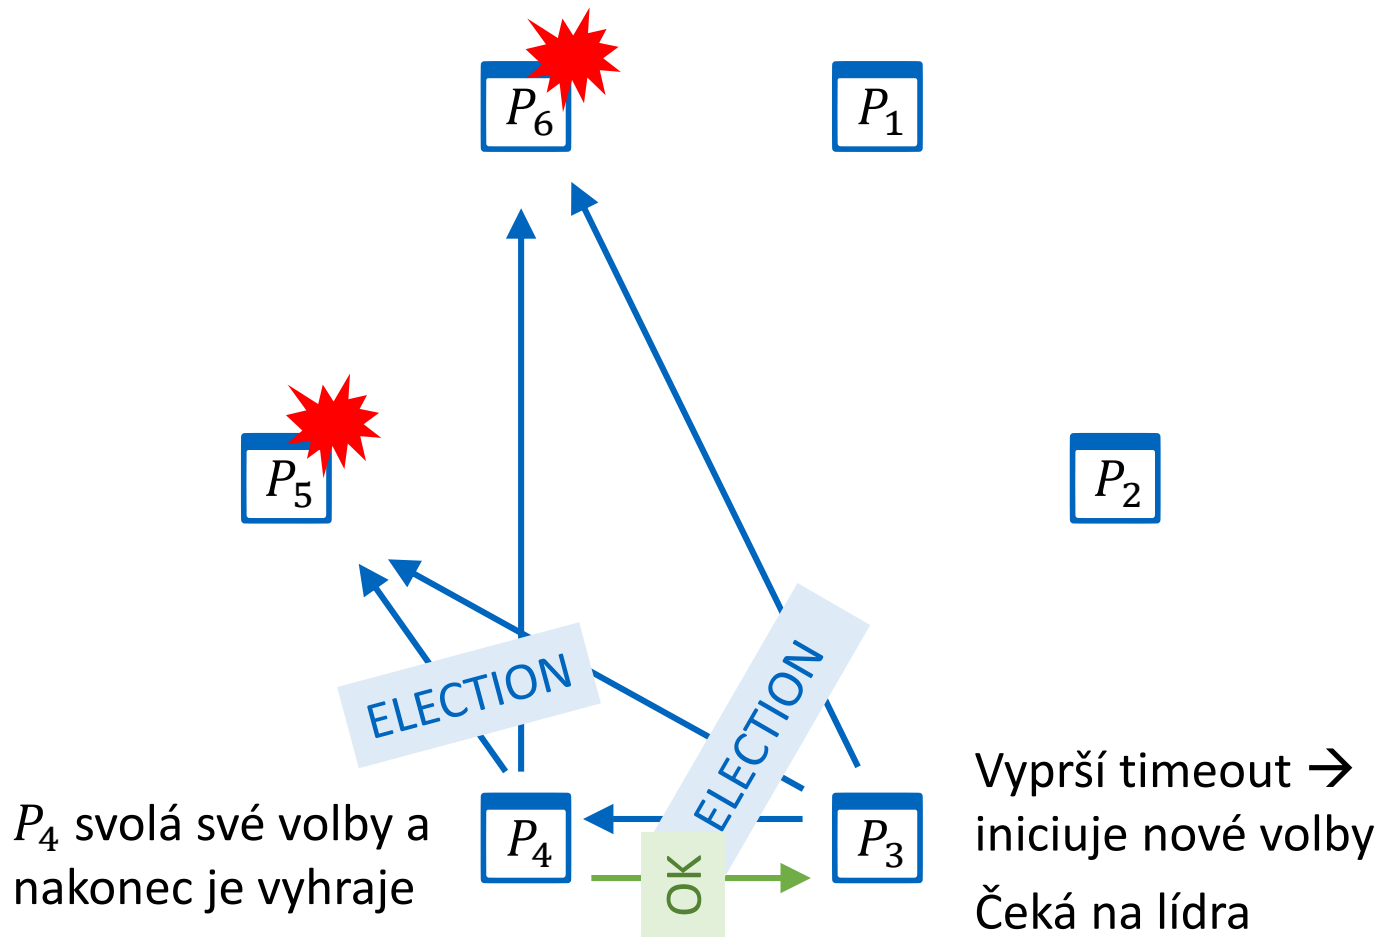 P₆
P₁
P₅
P₂
ELECTION
ELECTION
P₄
P₃
OK
P₄ svolá své volby a
nakonec je vyhraje
Vyprší timeout →
iniciuje nové volby
Čeká na lídra